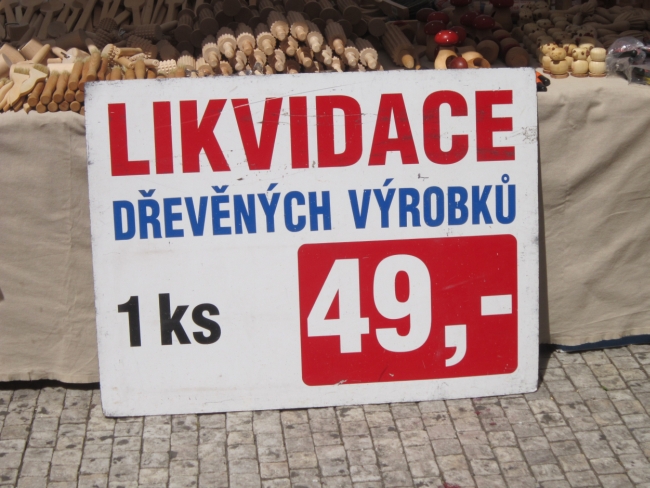 LIKVIDACE
DŘEVĚNÝCH VÝROBKŮ
1 ks 49,-